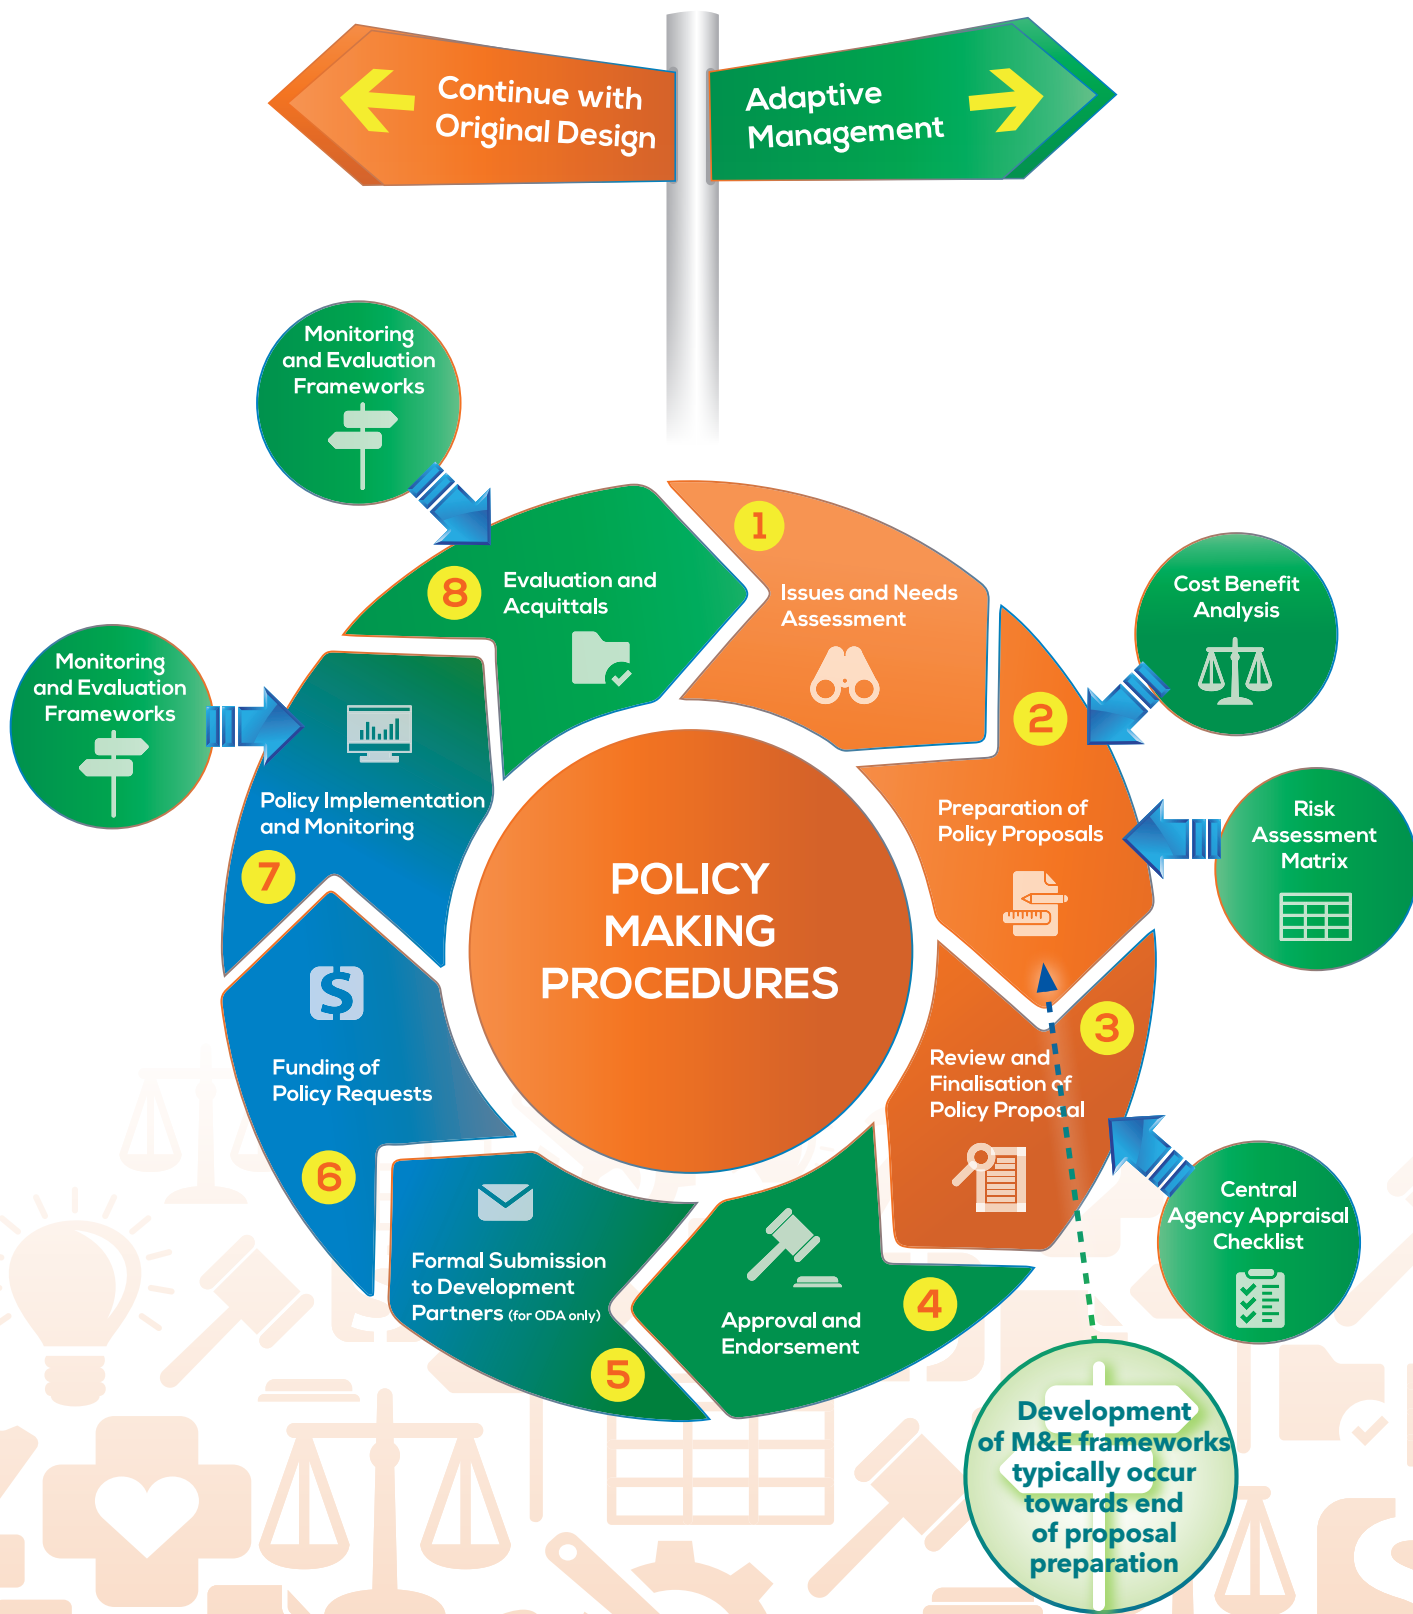 Continue with
Original Design
Adaptive
Management
Monitoring
and Evaluation
Frameworks
1
Issues and Needs
Assessment
8
Evaluation and
Acquittals
Cost Benefit
Analysis
Monitoring
and Evaluation
Frameworks
2
Preparation of
Policy Proposals
Policy Implementation
and Monitoring
7
Risk
Assessment
Matrix
POLICY
MAKING
PROCEDURES
3
Review and
Finalisation of
Policy Proposal
S
Funding of
Policy Requests
6
Central
Agency Appraisal
Checklist
Formal Submission
to Development
Partners (for ODA only)
5
4
Approval and
Endorsement
Development
of M&E frameworks
typically occur
towards end
of proposal
preparation